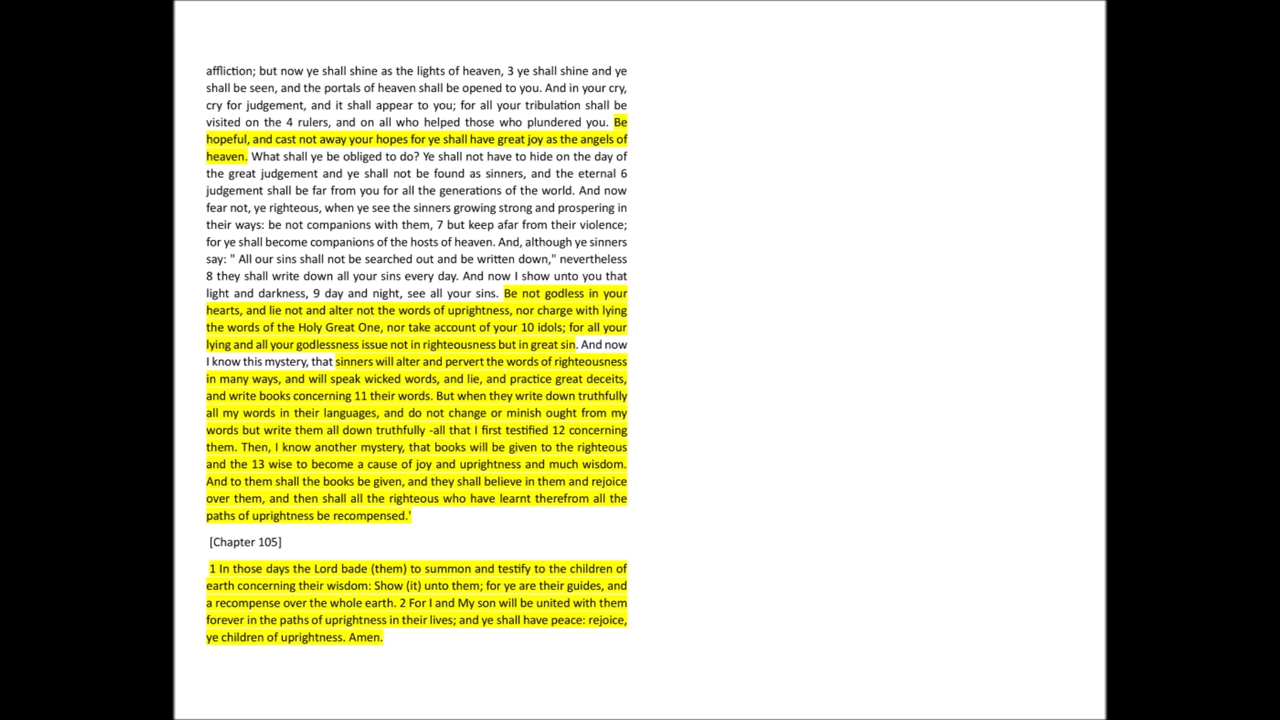 affliction; but now ye shall shine as the lights of heaven, 3 ye shall shine and ye
shall be seen, and the portals of heaven shall be opened to you. And in your cry,
cry for judgement, and it shall appear to you; for all your tribulation shall be
visited on the 4 rulers, and on all who helped those who plundered you. Be
hopeful, and cast not away your hopes for ye shall have great joy as the angels of
heaven. What shall ye be obliged to do? Ye shall not have to hide on the day of
the great judgement and ye shall not be found as sinners, and the eternal 6
judgement shall be far from you for all the generations of the world. And now
fear not, ye righteous, when ye see the sinners growing strong and prospering in
their ways: be not companions with them, 7 but keep afar from their violence;
for ye shall become companions of the hosts of heaven. And, although ye sinners
say: " All our sins shall not be searched out and be written down," nevertheless
8 they shall write down all your sins every day. And now I show unto you that
light and darkness, 9 day and night, see all your sins. Be not godless in your
hearts, and lie not and alter not the words of uprightness, nor charge with lying
the words of the Holy Great One, nor take account of your 10 idols; for all your
lying and all your godlessness issue not in righteousness but in great sin. And now
I know this mystery, that sinners will alter and pervert the words of righteousness
in many ways, and will speak wicked words, and lie, and practice great deceits,
and write books concerning 11 their words. But when they write down truthfully
all my words in their languages, and do not change or minish ought from my
words but write them all down truthfully -all that I first testified 12 concerning
them. Then, I know another mystery, that books will be given to the righteous
and the 13 wise to become a cause of joy and uprightness and much wisdom.
And to them shall the books be given, and they shall believe in them and rejoice
over them, and then shall all the righteous who have learnt therefrom all the
paths of uprightness be recompensed.'
[Chapter 105]
1 In those days the Lord bade (them) to summon and testify to the children of
earth concerning their wisdom: Show (it) unto them; for ye are their guides, and
a recompense over the whole earth. 2 For I and My son will be united with them
forever in the paths of uprightness in their lives; and ye shall have peace: rejoice,
ye children of uprightness. Amen.